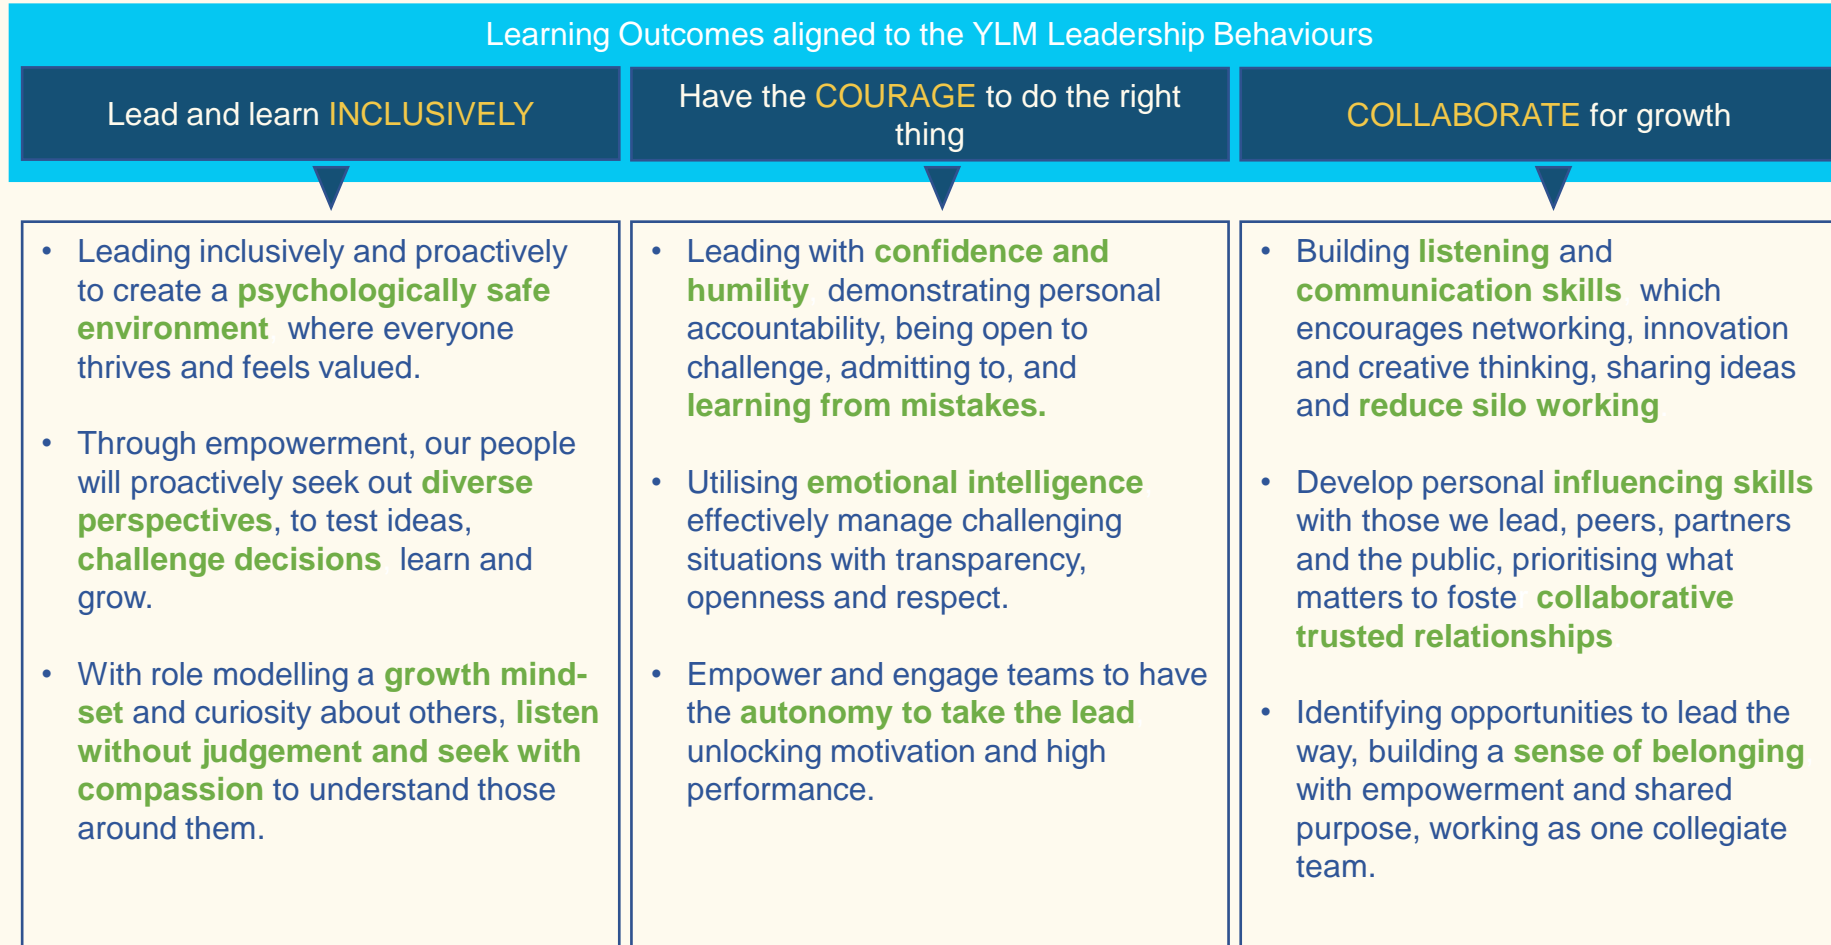 Learning Outcomes aligned to the YLM Leadership Behaviours
Lead and learn INCLUSIVELY
Have the COURAGE to do the right
thing
COLLABORATE for growth
• Leading inclusively and proactively
to create a psychologically safe
environment where everyone
thrives and feels valued.
• Through empowerment, our people
will proactively seek out diverse
perspectives, to test ideas,
challenge decisions learn and
grow.
• With role modelling a growth mind-
set and curiosity about others, listen
without judgement and seek with
compassion to understand those
around them.
• Leading with confidence and
humility demonstrating personal
accountability, being open to
challenge, admitting to, and
learning from mistakes.
• Utilising emotional intelligence
effectively manage challenging
situations with transparency,
openness and respect.
• Empower and engage teams to have
the autonomy to take the lead
unlocking motivation and high
performance.
• Building listening and
communication skills which
encourages networking, innovation
and creative thinking, sharing ideas
and reduce silo working
• Develop personal influencing skills
with those we lead, peers, partners
and the public, prioritising what
matters to foste collaborative
trusted relationships
• Identifying opportunities to lead the
way, building a sense of belonging
with empowerment and shared
purpose, working as one collegiate
team.